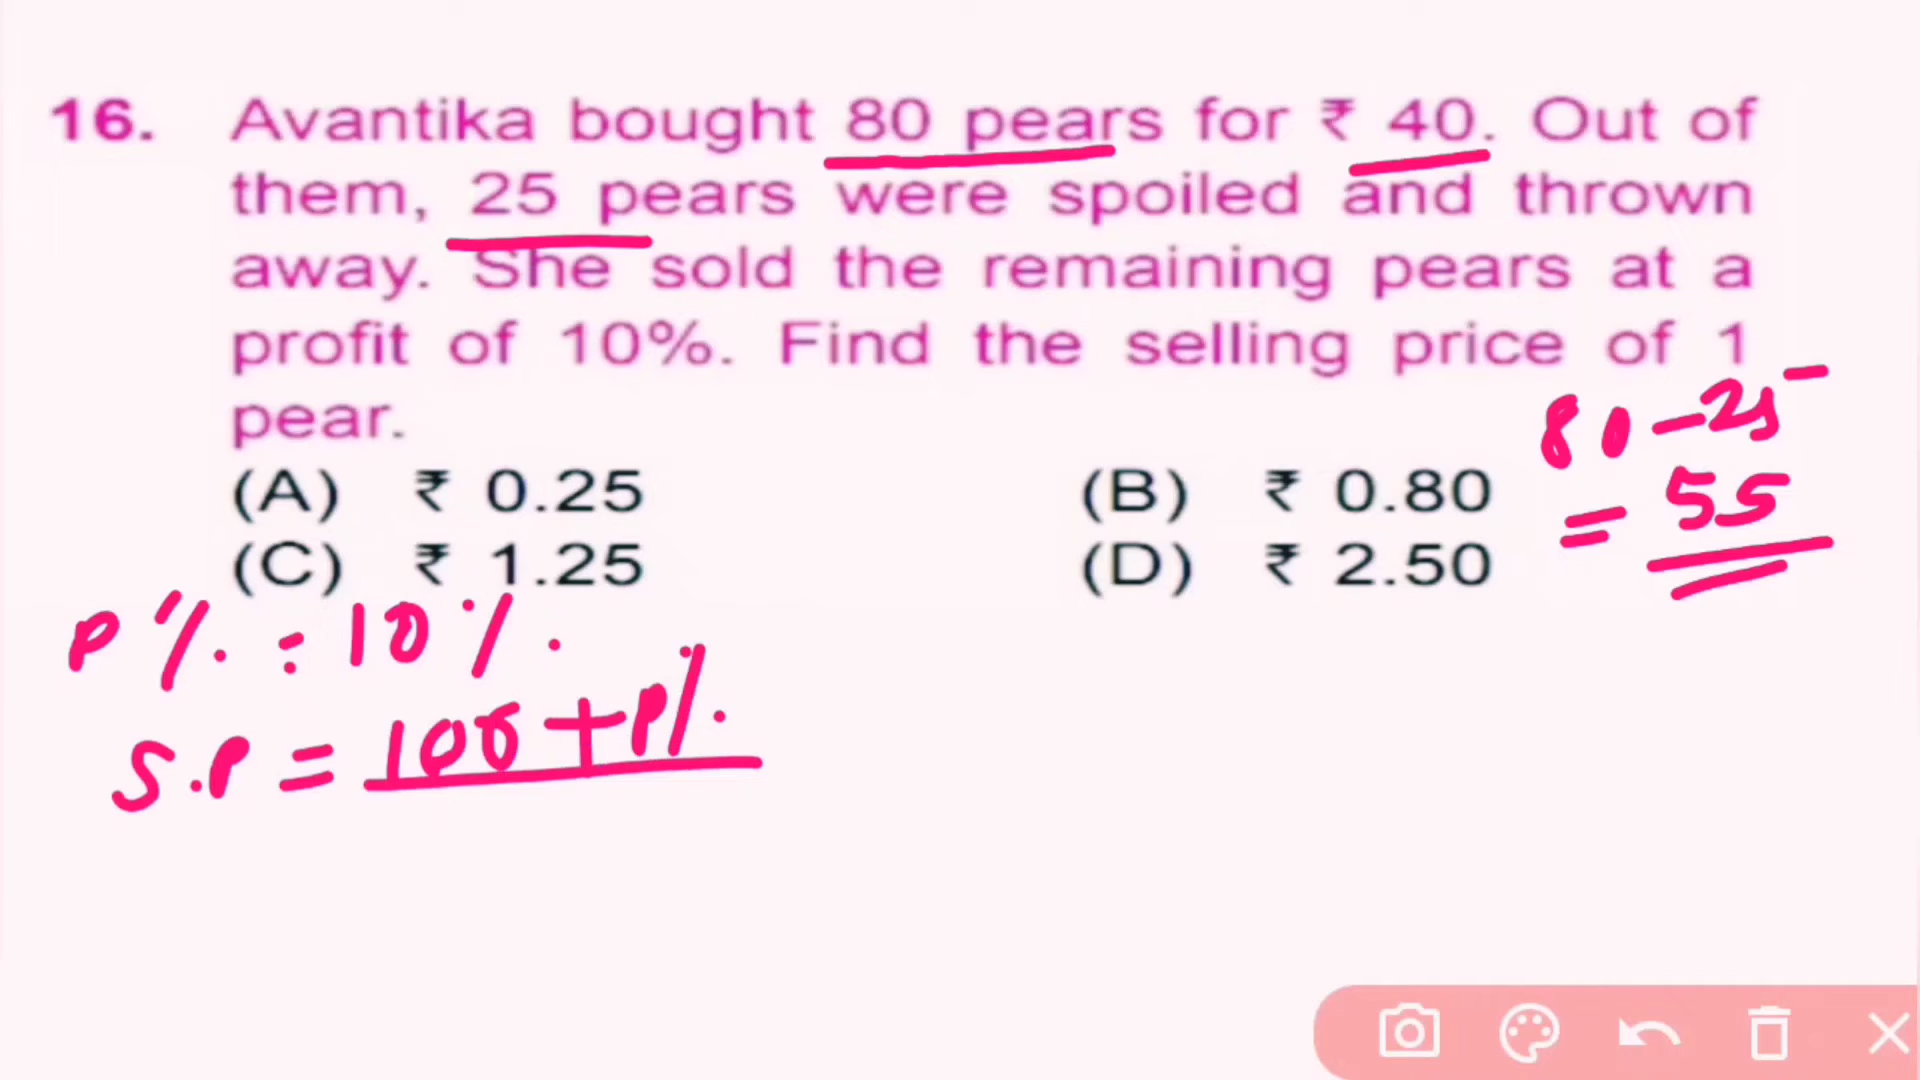 16. Avantika bought 80 pears for ₹ 40. Out of
them, 25 pears were spoiled and thrown
away. She sold the remaining pears at a
profit of 10%. Find the selling price of 1
pear.
80-25
(A) ₹ 0.25 (B) ₹ 0.80
= 55
(C) ₹ 1.25 (D) ₹ 2.50
P% = 10%.
S.P = 100+P%